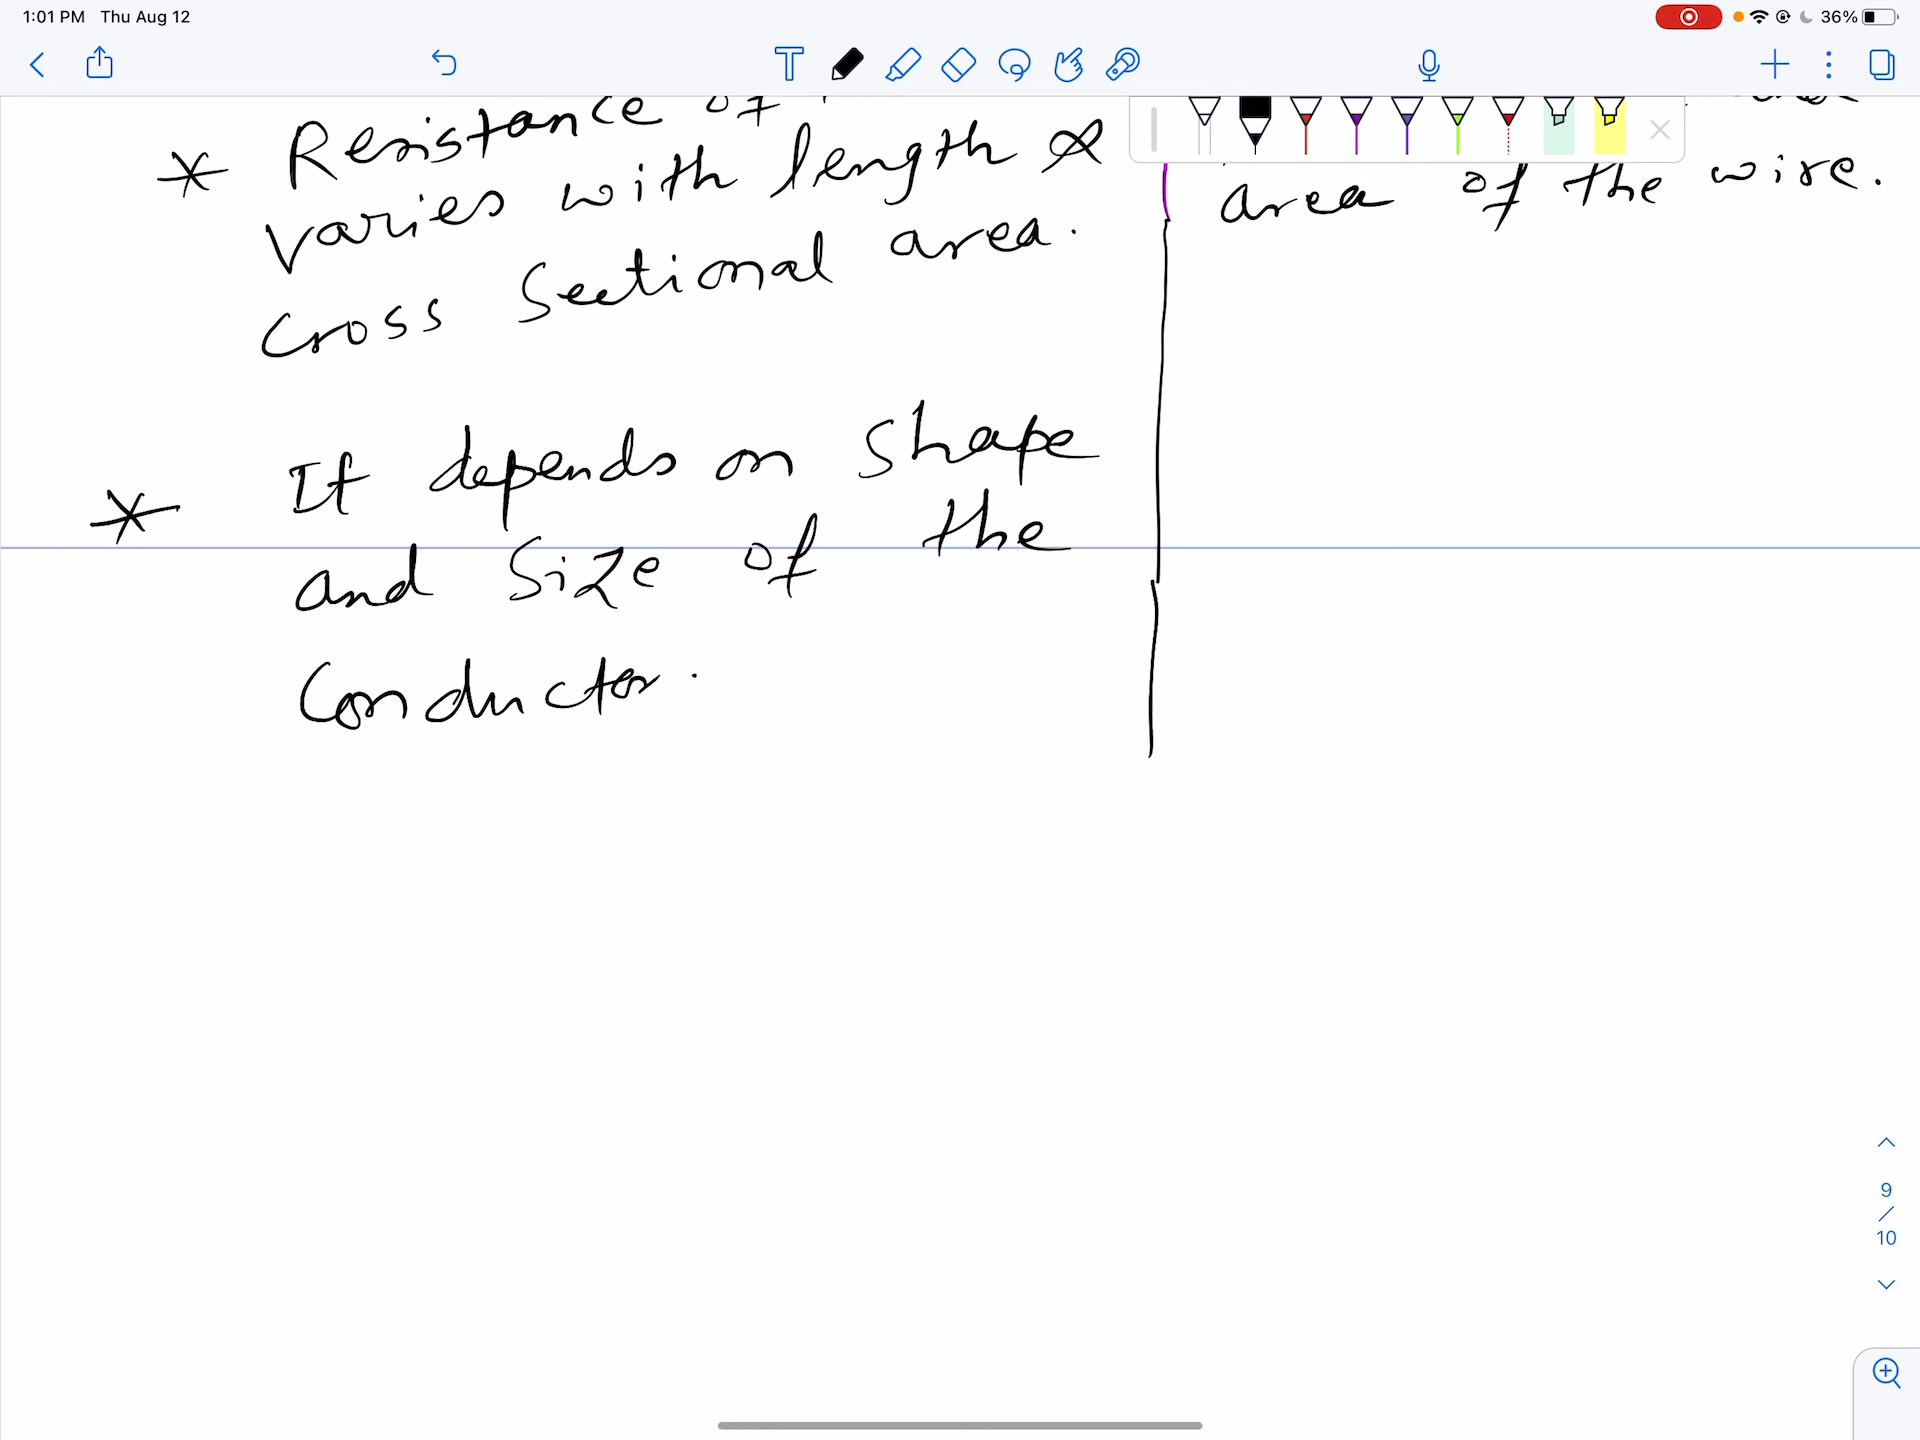 1:01 PM Thu Aug 12
36%
* Resistance of
varies with length &
cross sectional area.
* It depends on shape
and size of the
conductor.
area of the wire.
9
/
10